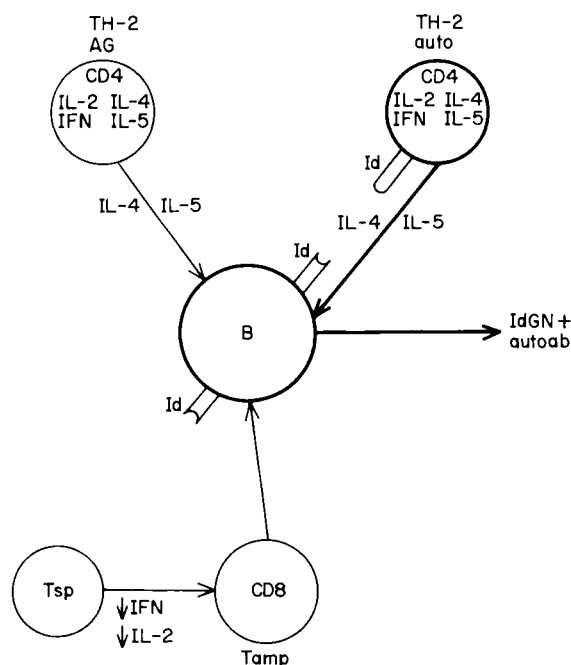 TH-2
AG
CD4
IL-2 IL-4
IFN IL-5
TH-2
auto
CD4
IL-2 IL-4
IFN IL-5
Id
IL-4 IL-5
IL-4 IL-5
Id
B
IdGN +
autoab
Id
Tsp
↓IFN
↓IL-2
CD8
Tamp